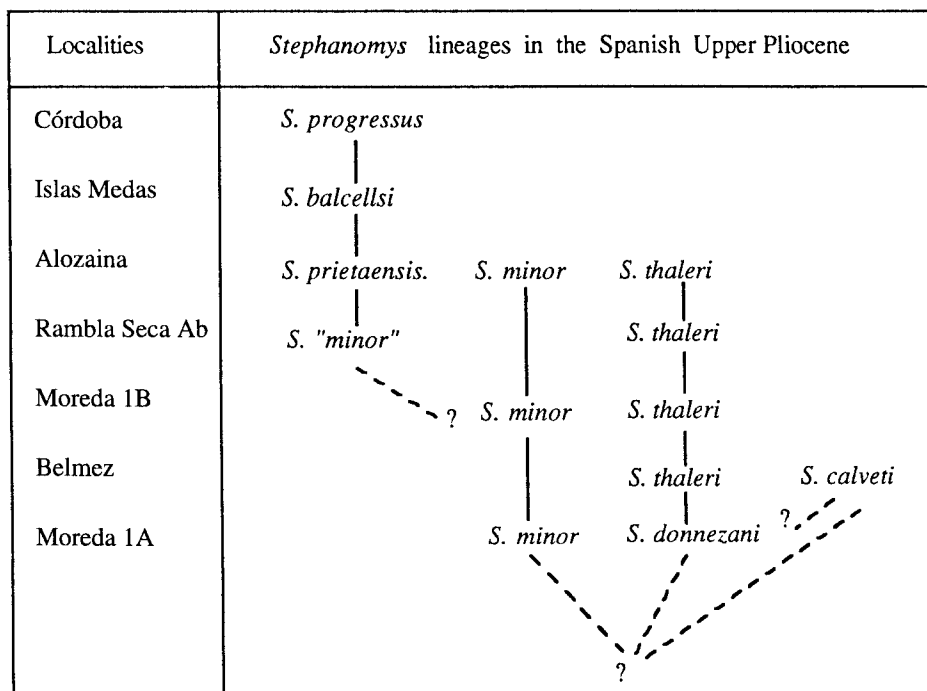 Localities Stephanomys lineages in the Spanish Upper Pliocene
Córdoba S. progressus
Islas Medas S. balcellsi
Alozaina S. prietaensis. S. minor S. thaleri
Rambla Seca Ab S. "minor" S. thaleri
Moreda 1B ? S. minor S. thaleri
Belmez S. thaleri S. calveti
Moreda 1A S. minor S. donnezani ?
?